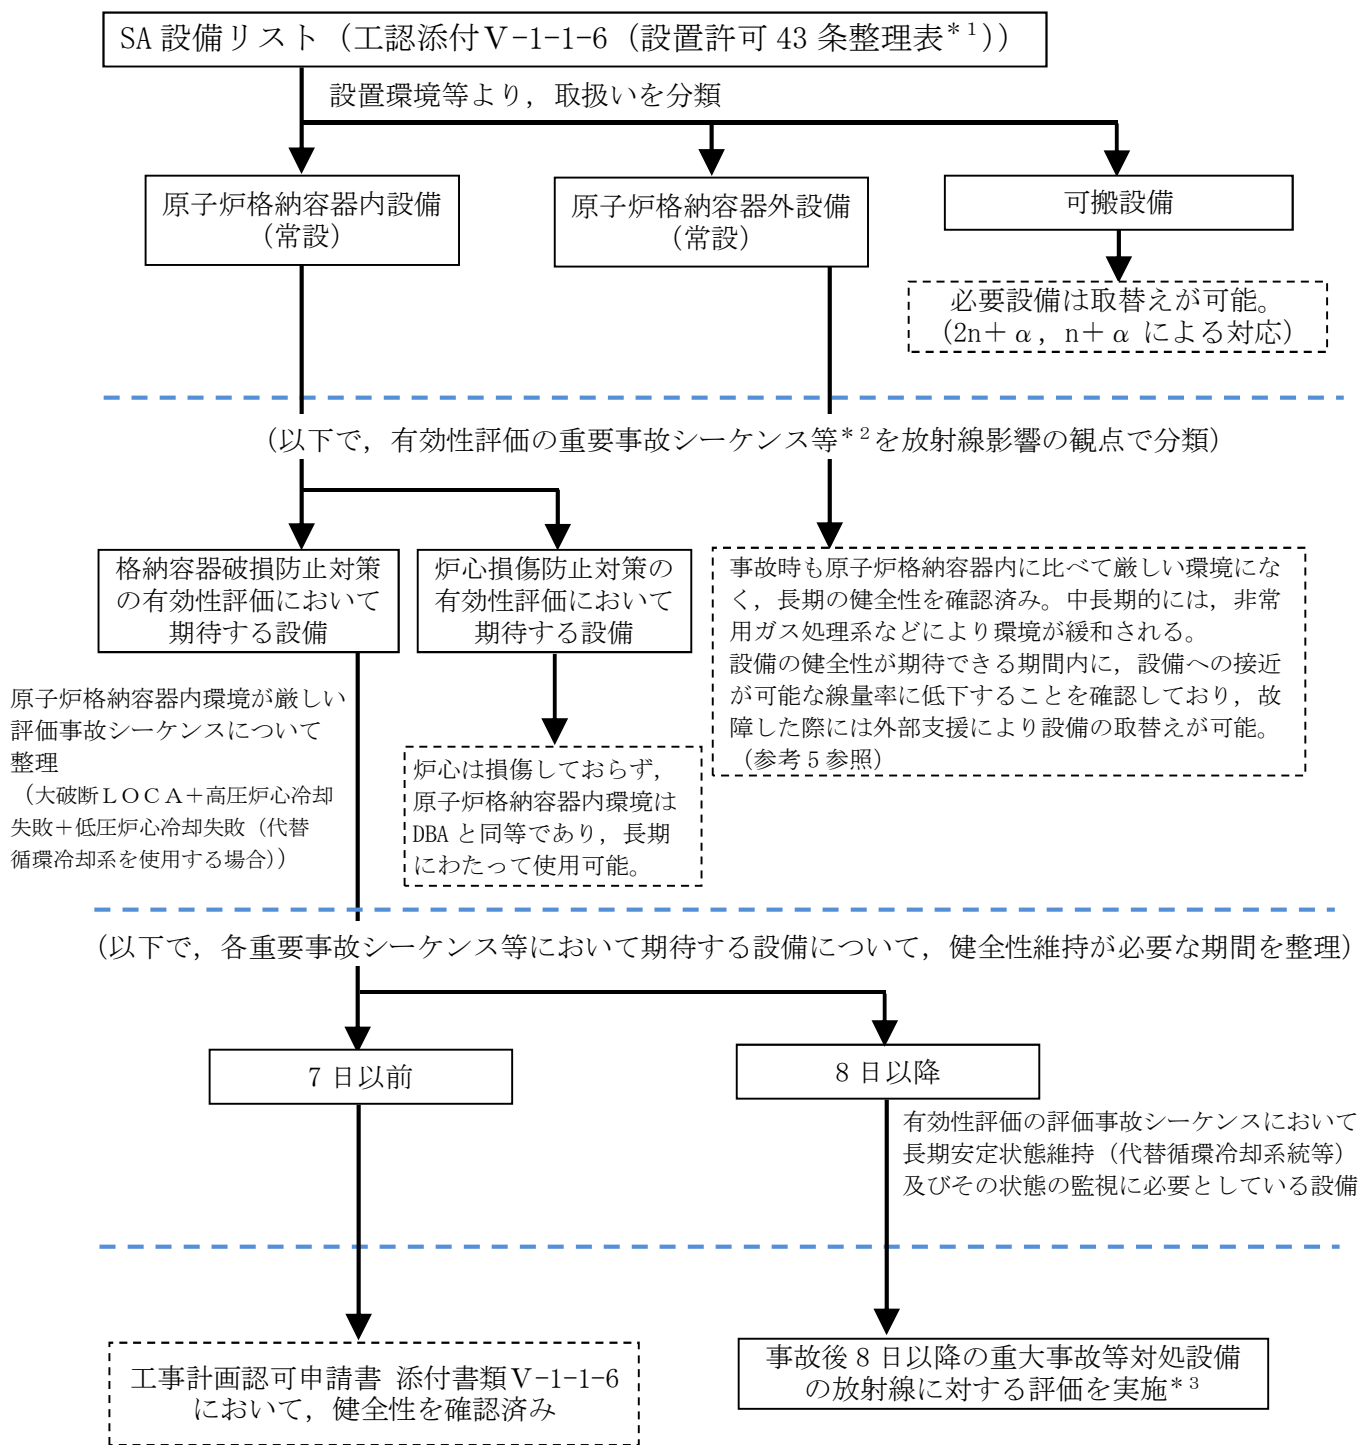 SA 設備リスト（工認添付Ⅴ-1-1-6（設置許可 43 条整理表*1））
設置環境等より，取扱いを分類
原子炉格納容器内設備
（常設）
原子炉格納容器外設備
（常設）
可搬設備
必要設備は取替えが可能。
（2n＋α，n＋α による対応）
（以下で，有効性評価の重要事故シーケンス等*2を放射線影響の観点で分類）
格納容器破損防止対策
の有効性評価において
期待する設備
炉心損傷防止対策の
有効性評価において
期待する設備
事故時も原子炉格納容器内に比べて厳しい環境にな
く，長期の健全性を確認済み。中長期的には，非常
用ガス処理系などにより環境が緩和される。
設備の健全性が期待できる期間内に，設備への接近
が可能な線量率に低下することを確認しており，故
障した際には外部支援により設備の取替えが可能。
（参考 5 参照）
原子炉格納容器内環境が厳しい
評価事故シーケンスについて
整理
（大破断ＬＯＣＡ＋高圧炉心冷却
失敗＋低圧炉心冷却失敗（代替
循環冷却系を使用する場合））
炉心は損傷しておらず，
原子炉格納容器内環境は
DBA と同等であり，長期
にわたって使用可能。
（以下で，各重要事故シーケンス等において期待する設備について，健全性維持が必要な期間を整理）
7 日以前
8 日以降
有効性評価の評価事故シーケンスにおいて
長期安定状態維持（代替循環冷却系統等）
及びその状態の監視に必要としている設備
工事計画認可申請書 添付書類Ⅴ-1-1-6
において，健全性を確認済み
事故後 8 日以降の重大事故等対処設備
の放射線に対する評価を実施*3